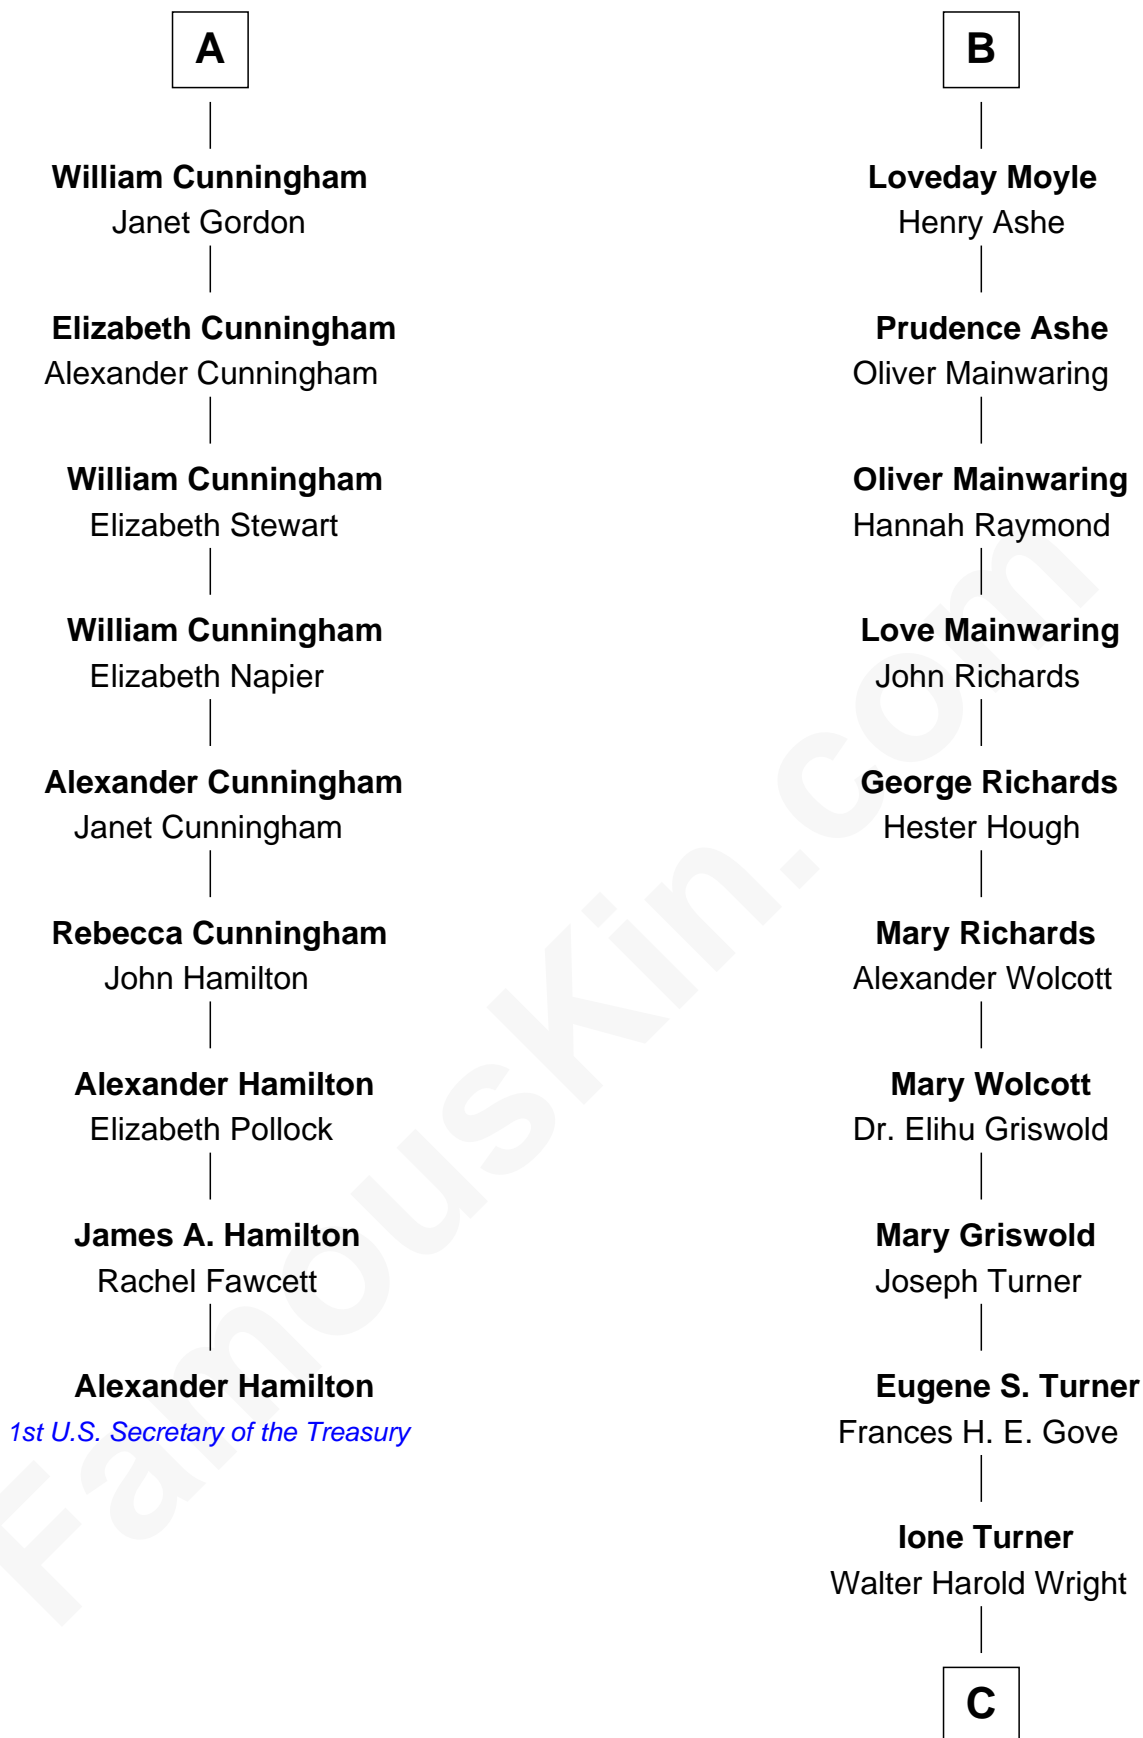 A
William Cunningham
Janet Gordon
Elizabeth Cunningham
Alexander Cunningham
William Cunningham
Elizabeth Stewart
William Cunningham
Elizabeth Napier
Alexander Cunningham
Janet Cunningham
Rebecca Cunningham
John Hamilton
Alexander Hamilton
Elizabeth Pollock
James A. Hamilton
Rachel Fawcett
Alexander Hamilton
1st U.S. Secretary of the Treasury
B
Loveday Moyle
Henry Ashe
Prudence Ashe
Oliver Mainwaring
Oliver Mainwaring
Hannah Raymond
Love Mainwaring
John Richards
George Richards
Hester Hough
Mary Richards
Alexander Wolcott
Mary Wolcott
Dr. Elihu Griswold
Mary Griswold
Joseph Turner
Eugene S. Turner
Frances H. E. Gove
Ione Turner
Walter Harold Wright
C
FamousKin.com